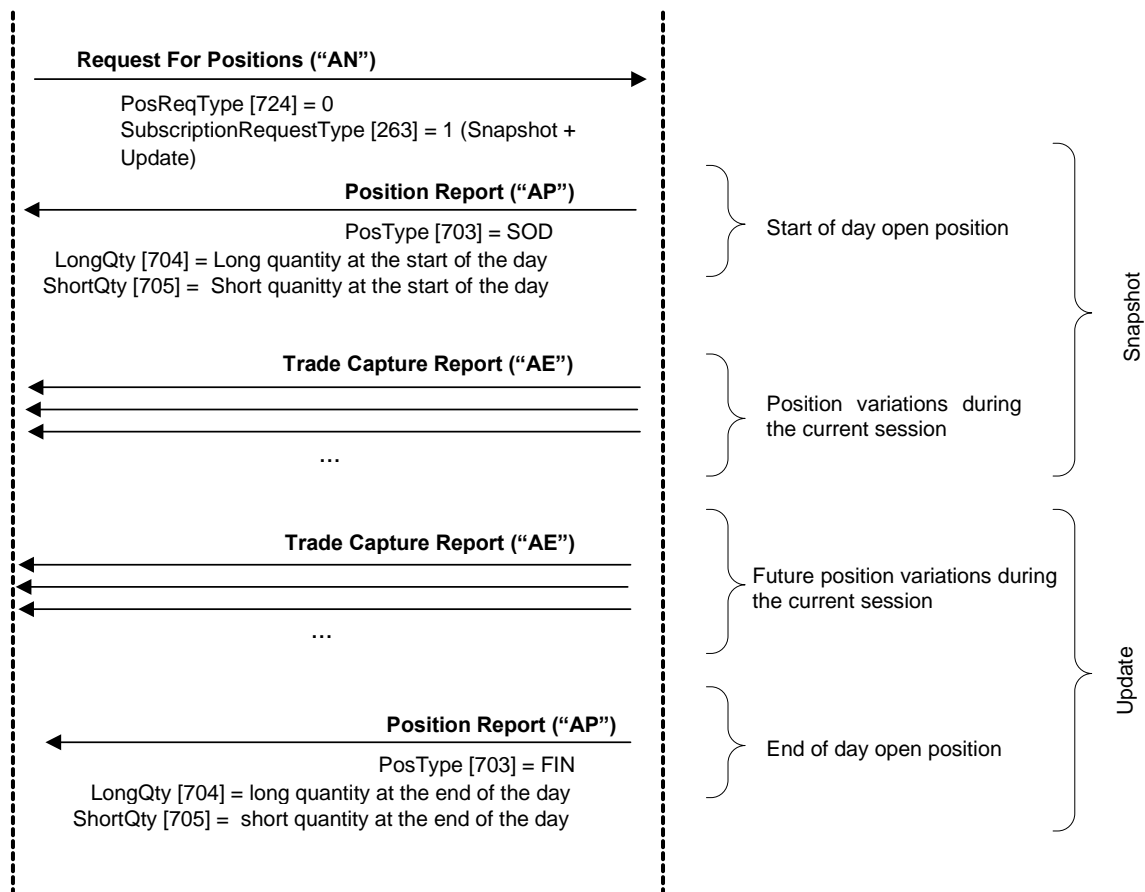 Request For Positions (“AN”)
PosReqType [724] = 0
SubscriptionRequestType [263] = 1 (Snapshot +
Update)
Position Report (“AP”)
PosType [703] = SOD
LongQty [704] = Long quantity at the start of the day
ShortQty [705] =  Short quanitty at the start of the day
Start of day open position
Snapshot
Trade Capture Report (“AE”)
...
Position variations during
the current session
Trade Capture Report (“AE”)
...
Future position variations during
the current session
Update
Position Report (“AP”)
PosType [703] = FIN
LongQty [704] = long quantity at the end of the day
ShortQty [705] =  short quantity at the end of the day
End of day open position